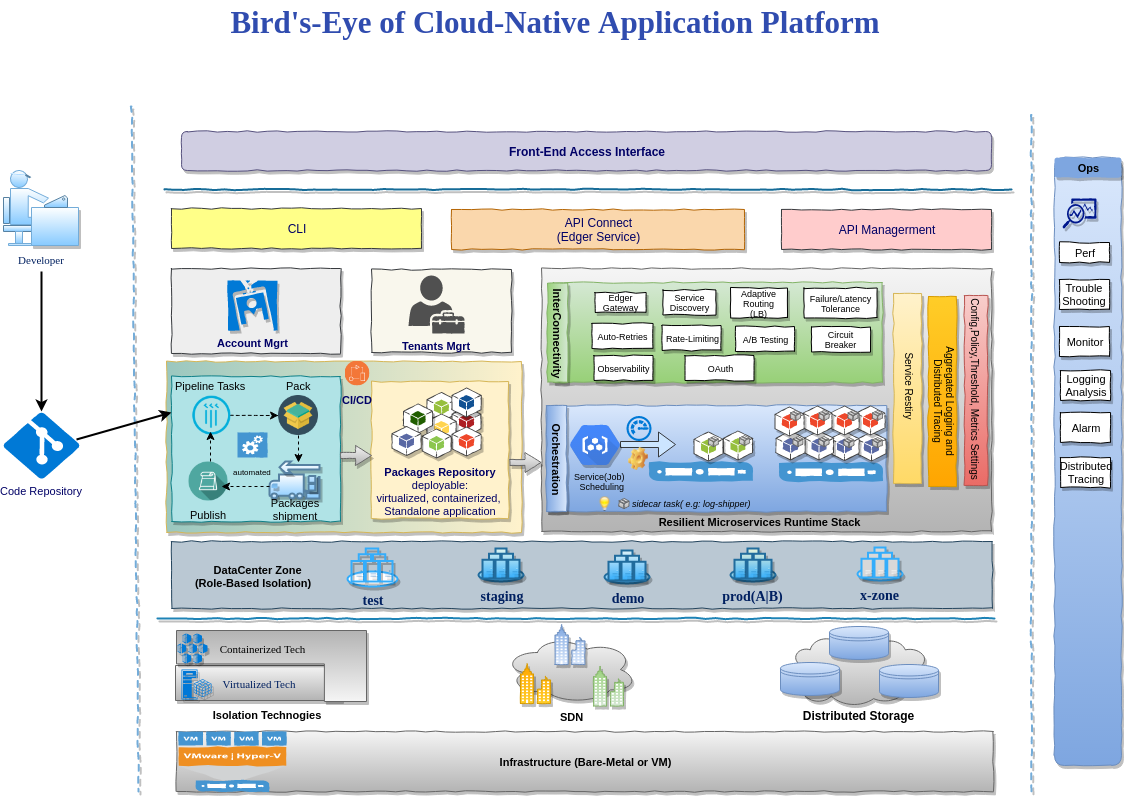 Bird's-Eye of Cloud-Native Application Platform
Front-End Access Interface
Developer
Code Repository
CLI
API Connect
(Edger Service)
API Managerment
Account Mgrt
Tenants Mgrt
CI/CD
Pipeline Tasks
Pack
automated
Publish
Packages
shipment
Packages Repository
deployable:
virtualized, containerized,
Standalone application
InterConnectivity
Edger
Gateway
Service
Discovery
Adaptive
Routing
(LB)
Failure/Latency
Tolerance
Auto-Retries
Rate-Limiting
A/B Testing
Circuit
Breaker
Observability
OAuth
Orchestration
Service(Job)
Scheduling
sidecar task( e.g: log-shipper)
Resilient Microservices Runtime Stack
Service Restiy
Aggregated Logging and
Distributed Tracing
Config,Policy,Threshold, Metrics Settings
DataCenter Zone
(Role-Based Isolation)
test
staging
demo
prod(A|B)
x-zone
Containerized Tech
Virtualized Tech
Isolation Technogies
SDN
Distributed Storage
VM VM VM VM
VMware | Hyper-V
Infrastructure (Bare-Metal or VM)
Ops
Perf
Trouble
Shooting
Monitor
Logging
Analysis
Alarm
Distributed
Tracing